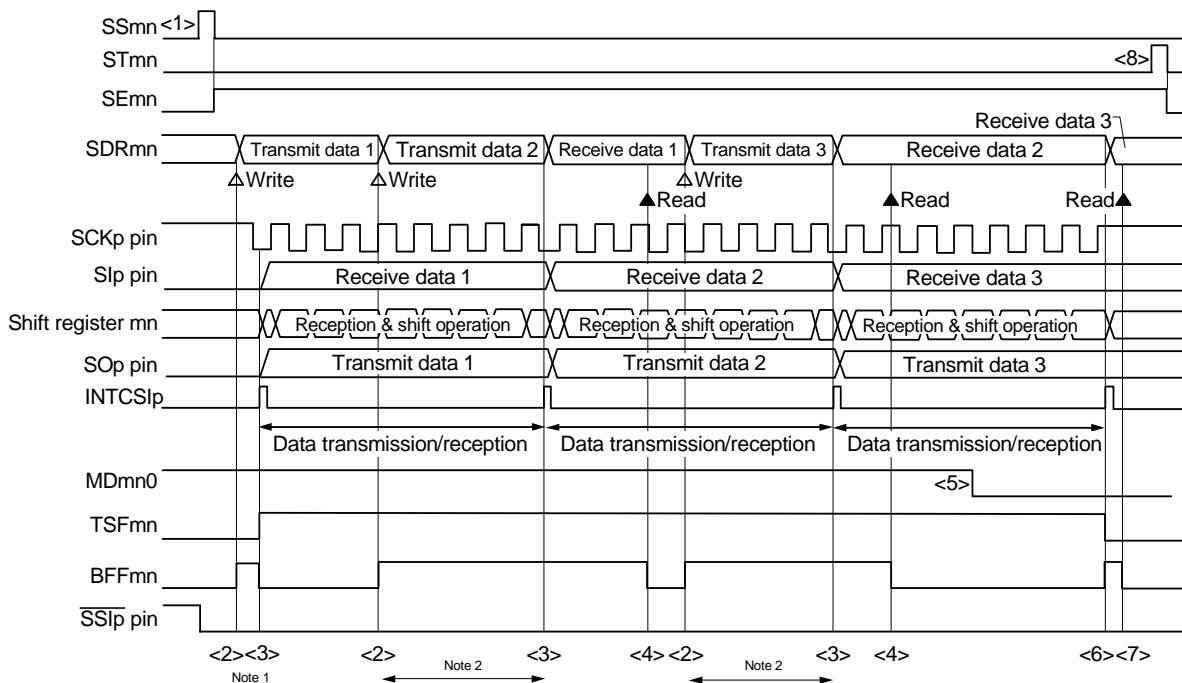 SSmn <1>
STmn <8>
SEmn
Receive data 3
SDRmn Transmit data 1 Transmit data 2 Receive data 1 Transmit data 3 Receive data 2
Write Write Write
Read Read Read
SCKp pin
SIp pin Receive data 1 Receive data 2 Receive data 3
Shift register mn Reception & shift operation Reception & shift operation Reception & shift operation
SOp pin Transmit data 1 Transmit data 2 Transmit data 3
INTCSIp
Data transmission/reception Data transmission/reception Data transmission/reception
MDmn0 <5>
TSFmn
BFFmn
SSIp pin
<2> <3> <2> <3> <4> <2> <3> <4> <6> <7>
Note 1 Note 2 Note 2